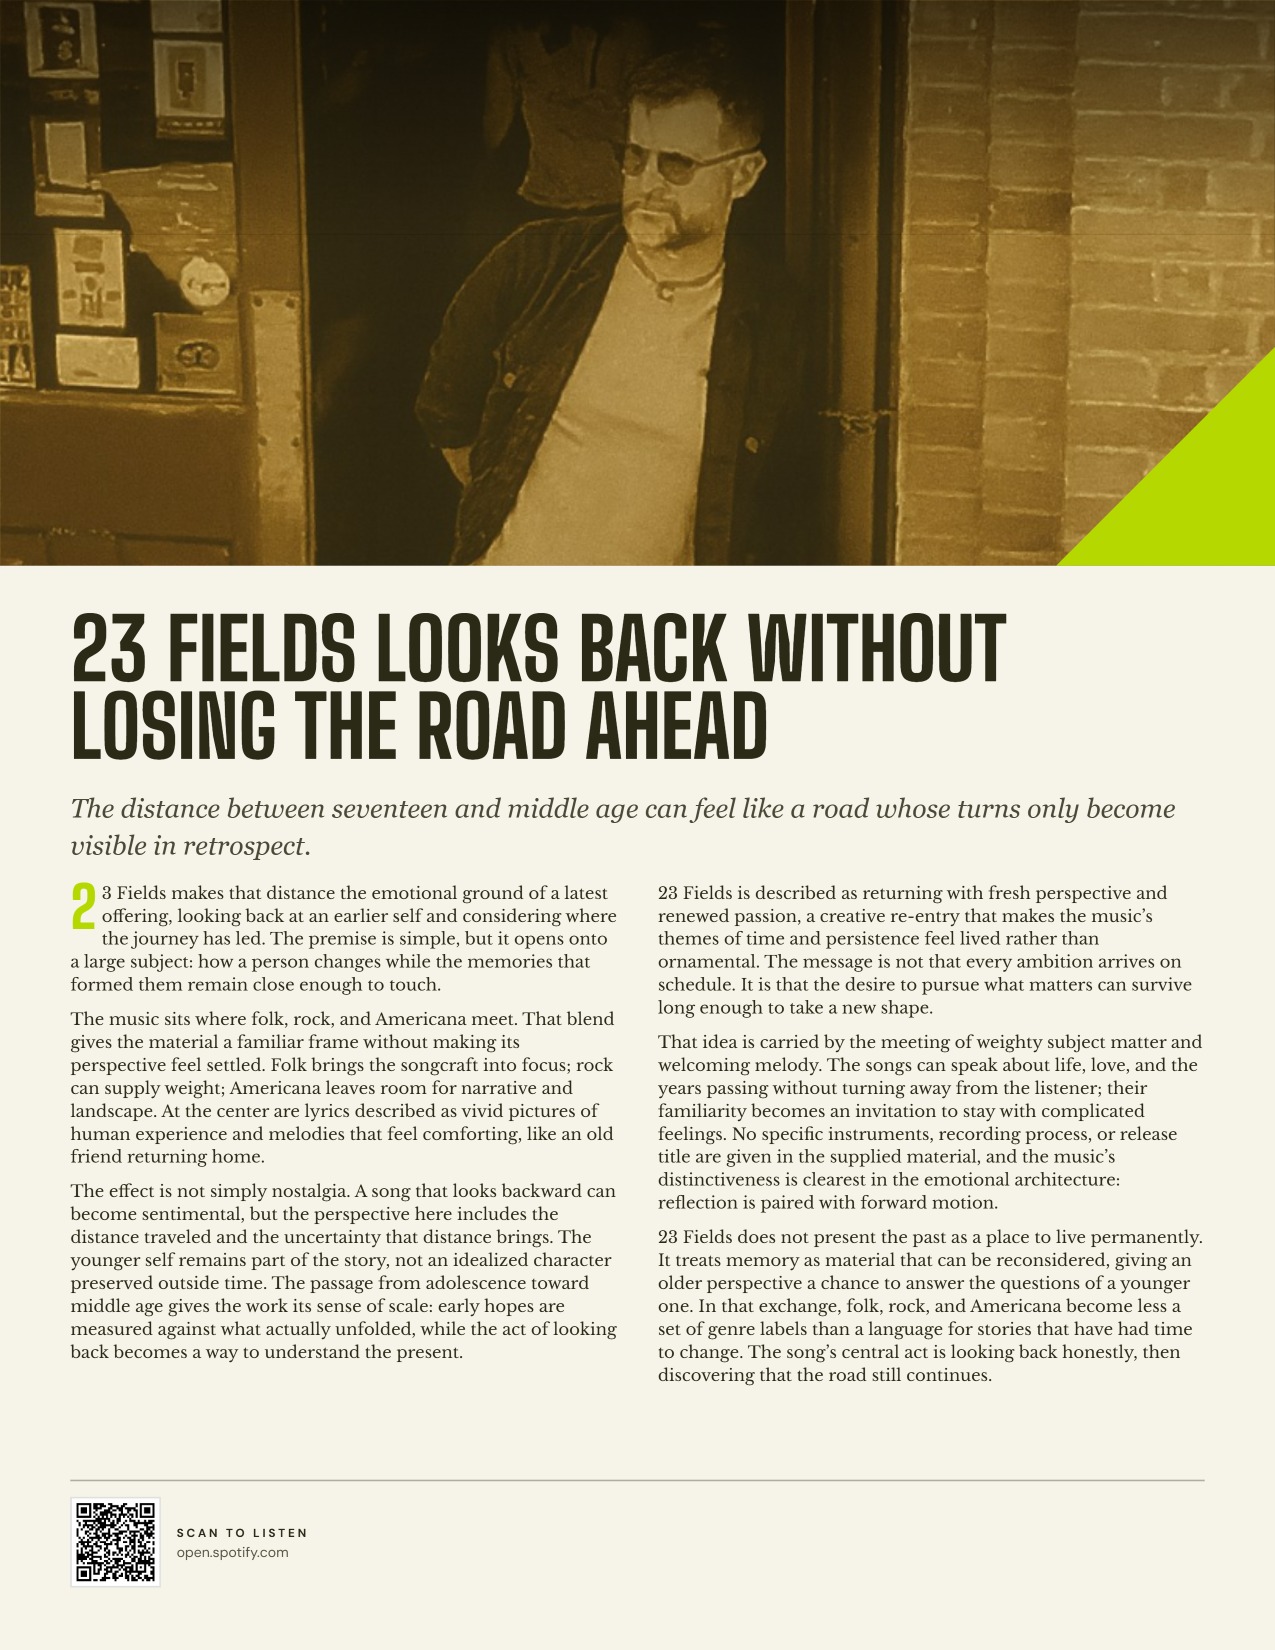 23 FIELDS LOOKS BACK WITHOUT
LOSING THE ROAD AHEAD
The distance between seventeen and middle age can feel like a road whose turns only become
visible in retrospect.
23 Fields makes that distance the emotional ground of a latest
offering, looking back at an earlier self and considering where
the journey has led. The premise is simple, but it opens onto
a large subject: how a person changes while the memories that
formed them remain close enough to touch.
The music sits where folk, rock, and Americana meet. That blend
gives the material a familiar frame without making its
perspective feel settled. Folk brings the songcraft into focus; rock
can supply weight; Americana leaves room for narrative and
landscape. At the center are lyrics described as vivid pictures of
human experience and melodies that feel comforting, like an old
friend returning home.
The effect is not simply nostalgia. A song that looks backward can
become sentimental, but the perspective here includes the
distance traveled and the uncertainty that distance brings. The
younger self remains part of the story, not an idealized character
preserved outside time. The passage from adolescence toward
middle age gives the work its sense of scale: early hopes are
measured against what actually unfolded, while the act of looking
back becomes a way to understand the present.
23 Fields is described as returning with fresh perspective and
renewed passion, a creative re-entry that makes the music’s
themes of time and persistence feel lived rather than
ornamental. The message is not that every ambition arrives on
schedule. It is that the desire to pursue what matters can survive
long enough to take a new shape.
That idea is carried by the meeting of weighty subject matter and
welcoming melody. The songs can speak about life, love, and the
years passing without turning away from the listener; their
familiarity becomes an invitation to stay with complicated
feelings. No specific instruments, recording process, or release
title are given in the supplied material, and the music’s
distinctiveness is clearest in the emotional architecture:
reflection is paired with forward motion.
23 Fields does not present the past as a place to live permanently.
It treats memory as material that can be reconsidered, giving an
older perspective a chance to answer the questions of a younger
one. In that exchange, folk, rock, and Americana become less a
set of genre labels than a language for stories that have had time
to change. The song’s central act is looking back honestly, then
discovering that the road still continues.
SCAN TO LISTEN
open.spotify.com